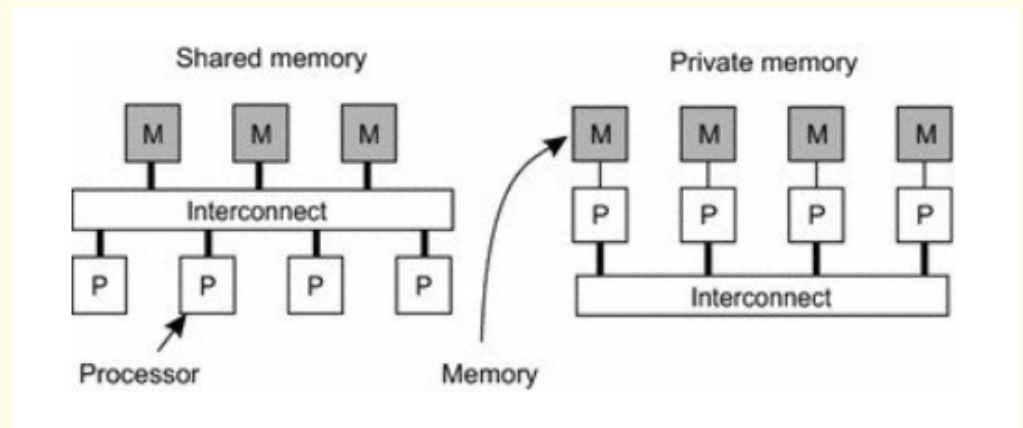 Shared memory
Private memory
M M M
M M M M
Interconnect
P P P P
P P P P
Interconnect
Processor
Memory